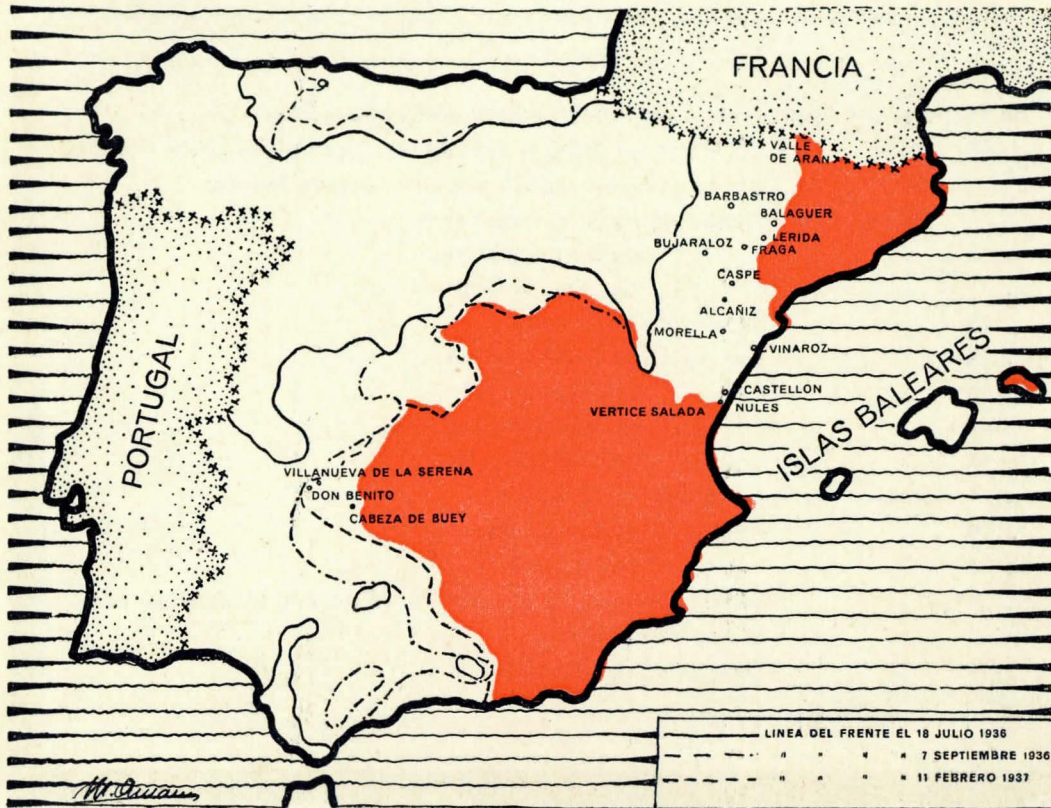 FRANCIA
VALLE
DE ARAN
BARBASTRO
BALAGUER
LERIDA
BUJARALOZ
FRAGA
CASPE
ALCAÑIZ
MORELLA
VINAROZ
PORTUGAL
ISLAS BALEARES
CASTELLON
VERTICE SALADA
NULES
VILLANUEVA DE LA SERENA
DON BENITO
CABEZA DE BUEY
LINEA DEL FRENTE EL 18 JULIO 1936
" " " " 7 SEPTIEMBRE 1936
" " " " 11 FEBRERO 1937